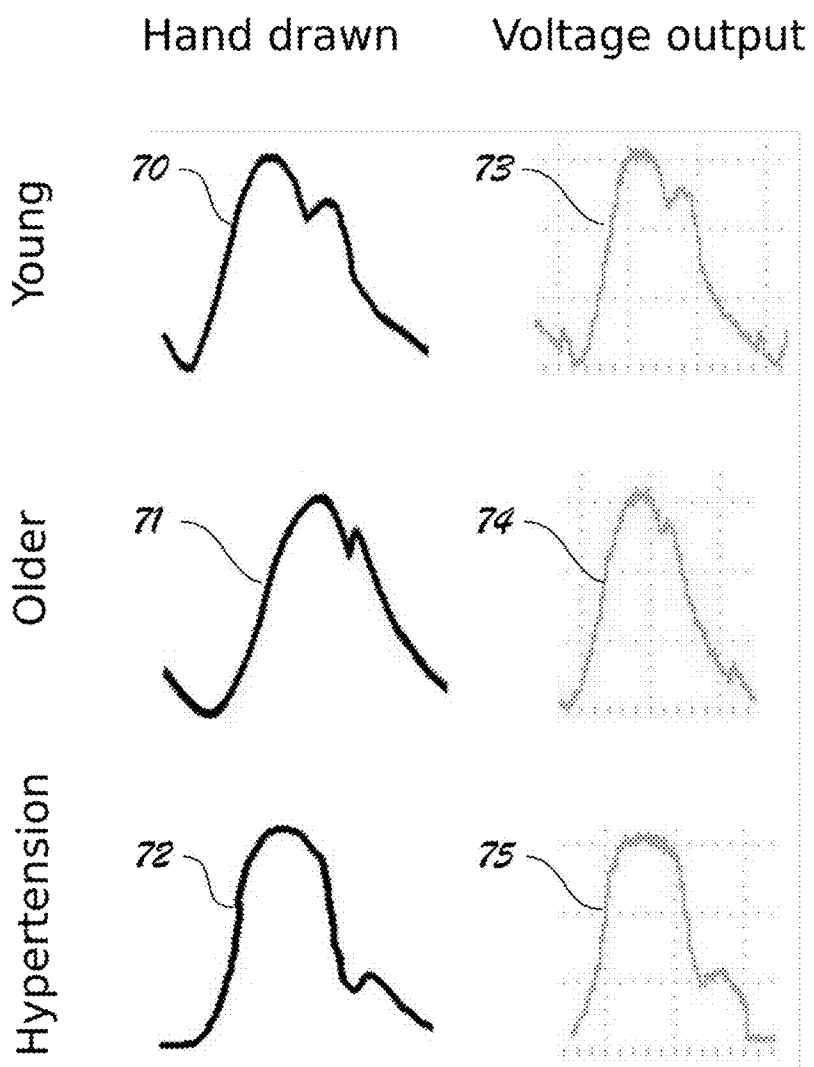 Hand drawn Voltage output
Young
70 73
Older
71 74
Hypertension
72 75